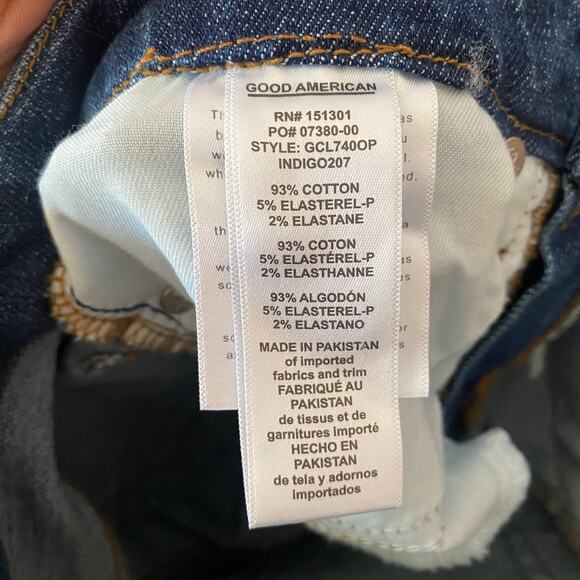 GOOD AMERICAN
RN# 151301
PO# 07380-00
STYLE: GCL740OP
INDIGO207
93% COTTON
5% ELASTEREL-P
2% ELASTANE
93% COTON
5% ELASTÉREL-P
2% ELASTHANNE
93% ALGODÓN
5% ELASTEREL-P
2% ELASTANO
MADE IN PAKISTAN
of imported
fabrics and trim
FABRIQUÉ AU
PAKISTAN
de tissus et de
garnitures importé
HECHO EN
PAKISTAN
de tela y adornos
importados